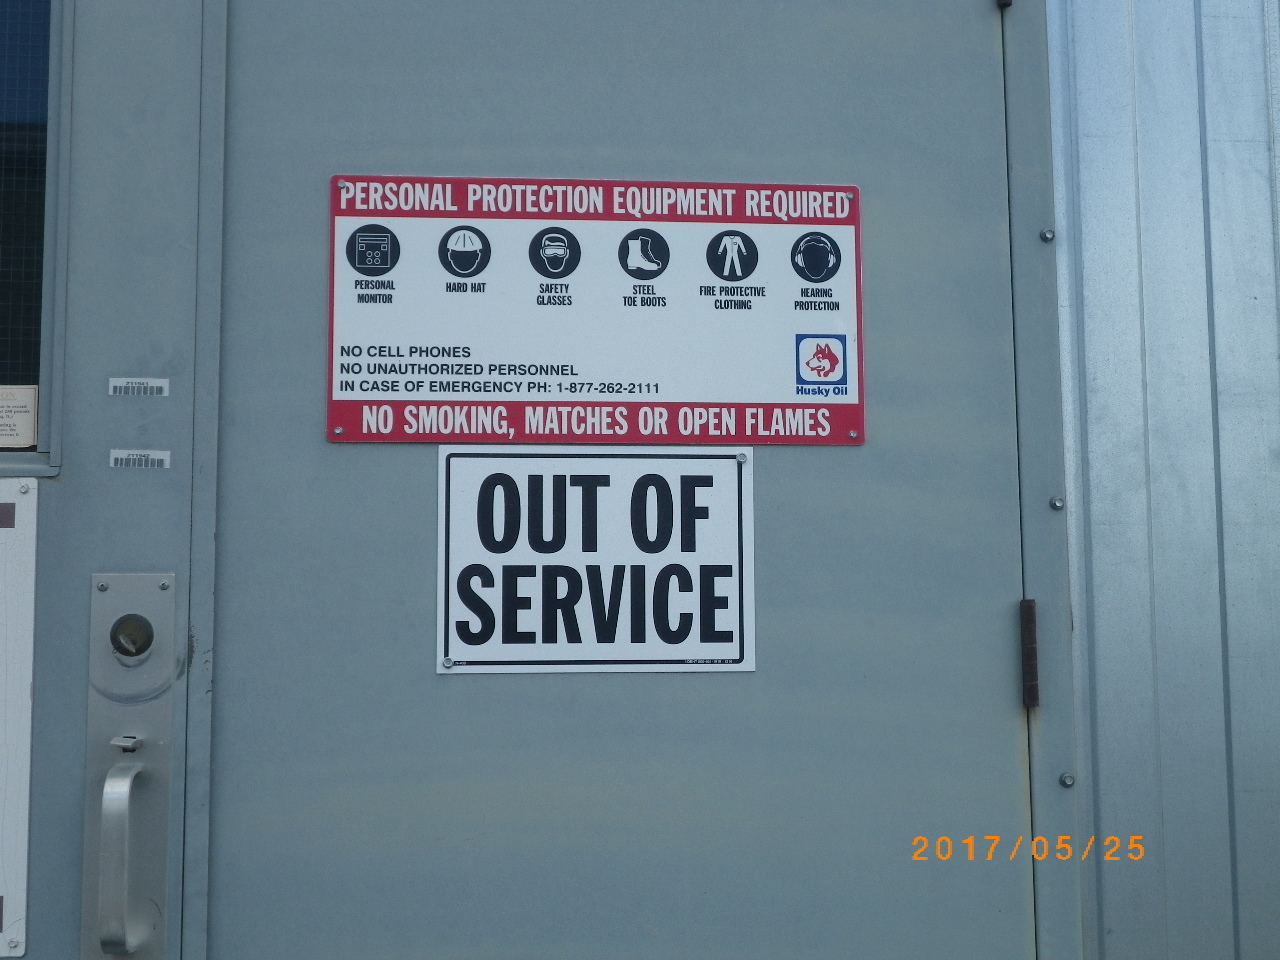 PERSONAL PROTECTION EQUIPMENT REQUIRED
PERSONAL
MONITOR
HARD HAT
SAFETY
GLASSES
STEEL
TOE BOOTS
FIRE PROTECTIVE
CLOTHING
HEARING
PROTECTION
NO CELL PHONES
NO UNAUTHORIZED PERSONNEL
IN CASE OF EMERGENCY PH: 1-877-262-2111
Husky Oil
NO SMOKING, MATCHES OR OPEN FLAMES
OUT OF
SERVICE
211941
211942
2017/05/25